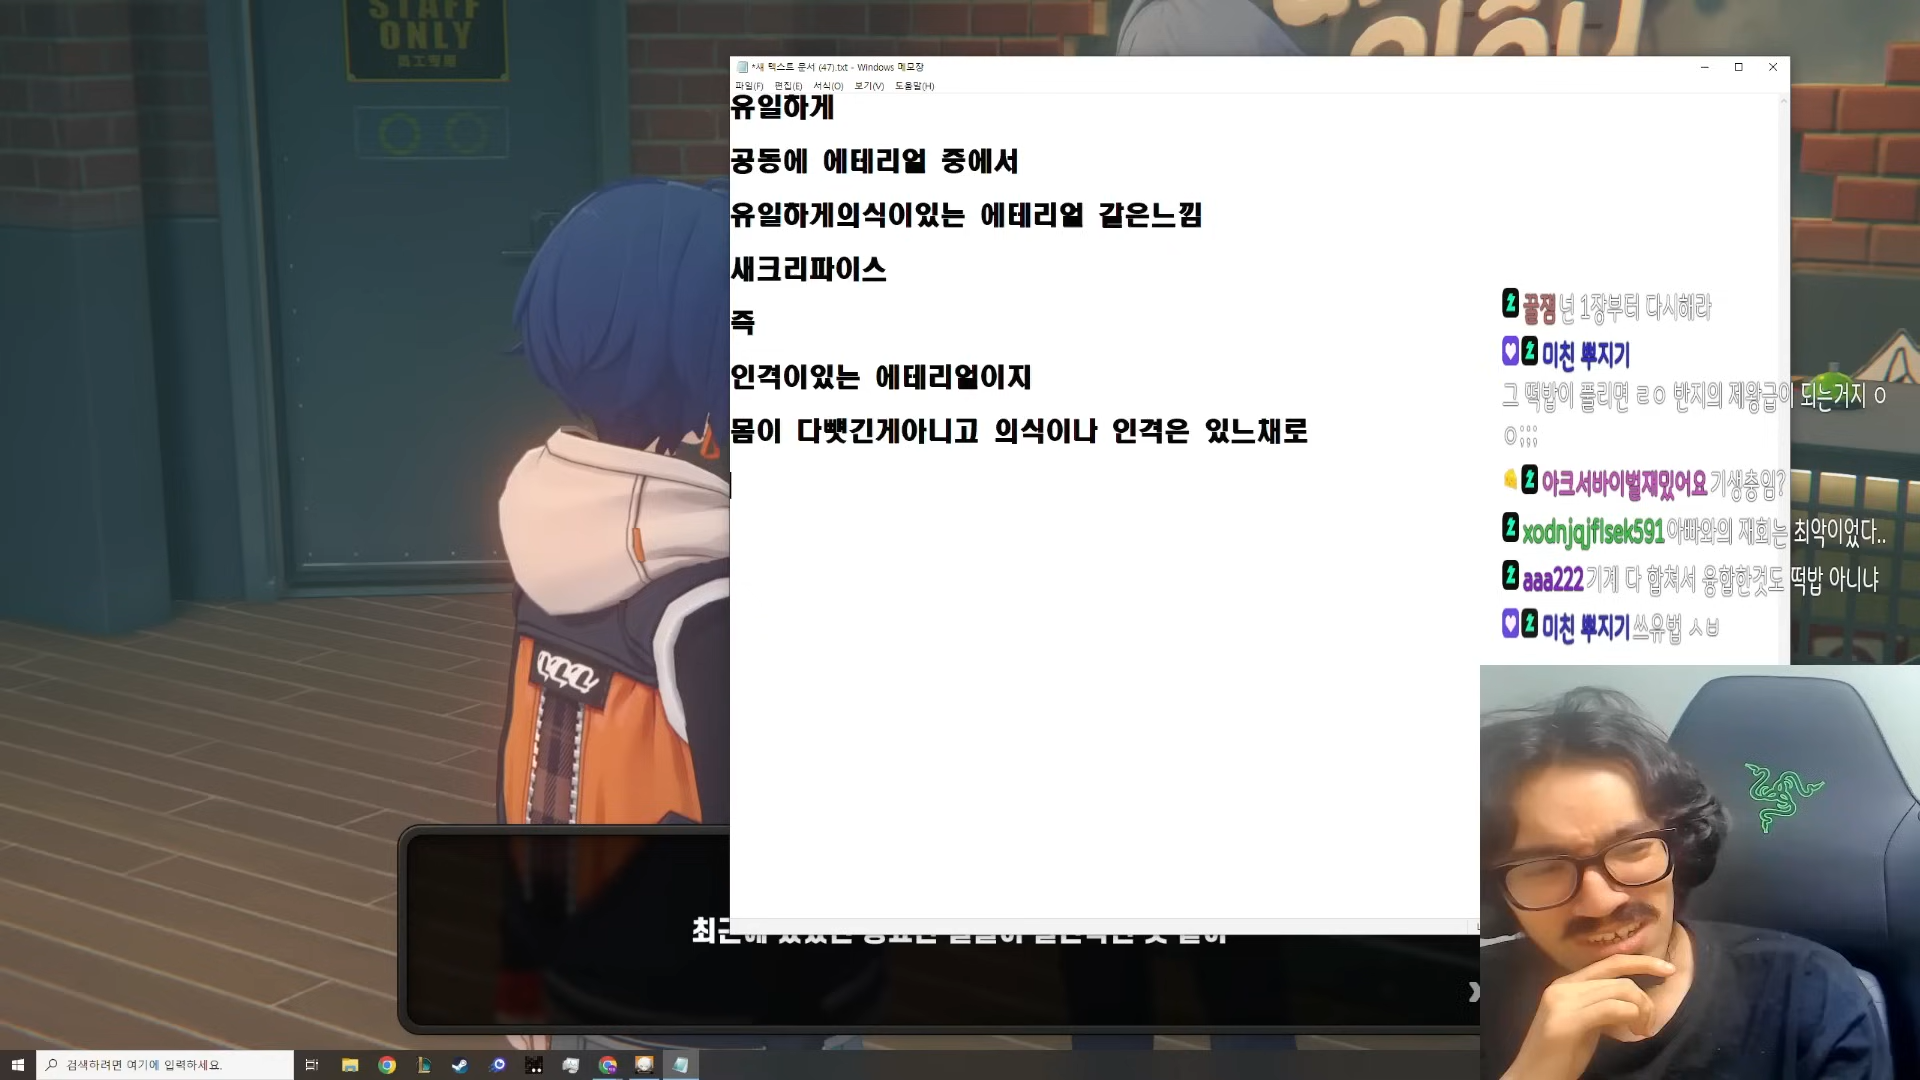 STAFF
ONLY
员工专用
*새 텍스트 문서 (47).txt - Windows 메모장
파일(F) 편집(E) 서식(O) 보기(V) 도움말(H)
유일하게
공동에 에테리얼 중에서
유일하게의식이있는 에테리얼 같은느낌
새크리파이스
즉
인격이있는 에테리얼이지
몸이 다뺏긴게아니고 의식이나 인격은 있느채로
꿀잼 넌 1장부터 다시해라
미친 뿌지기
그 떡밥이 풀리면 ㄹㅇ 반지의 제왕급이 되는거지 ㅇ
ㅇ;;;
아크서바이벌재밌어요 기생충임?
xodnjqjflsek591 아빠와의 재회는 최악이었다..
aaa222 기계 다 합쳐서 융합한것도 떡밥 아니냐
미친 뿌지기 쓰유법 ㅅㅂ
검색하려면 여기에 입력하세요.